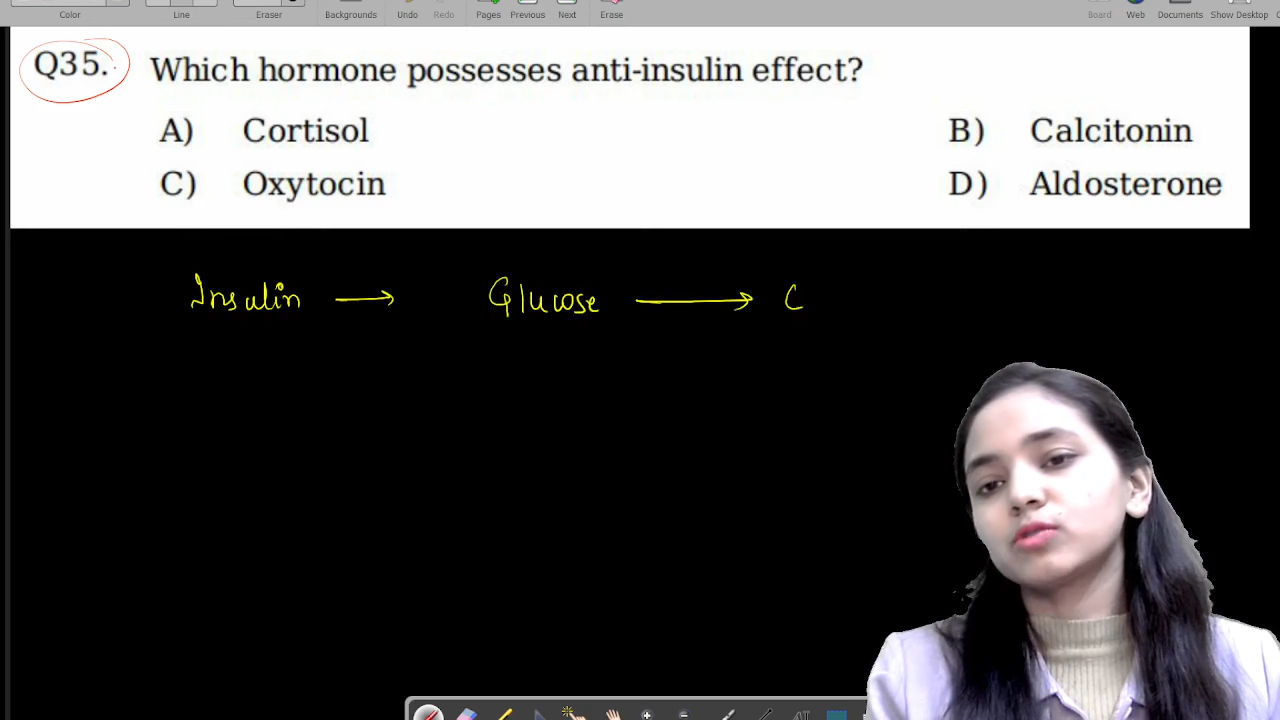 Color Line Eraser Backgrounds Undo Redo Pages Previous Next Erase Board Web Documents Show Desktop
Q35. Which hormone possesses anti-insulin effect?
A) Cortisol B) Calcitonin
C) Oxytocin D) Aldosterone
Insulin → Glucose → C